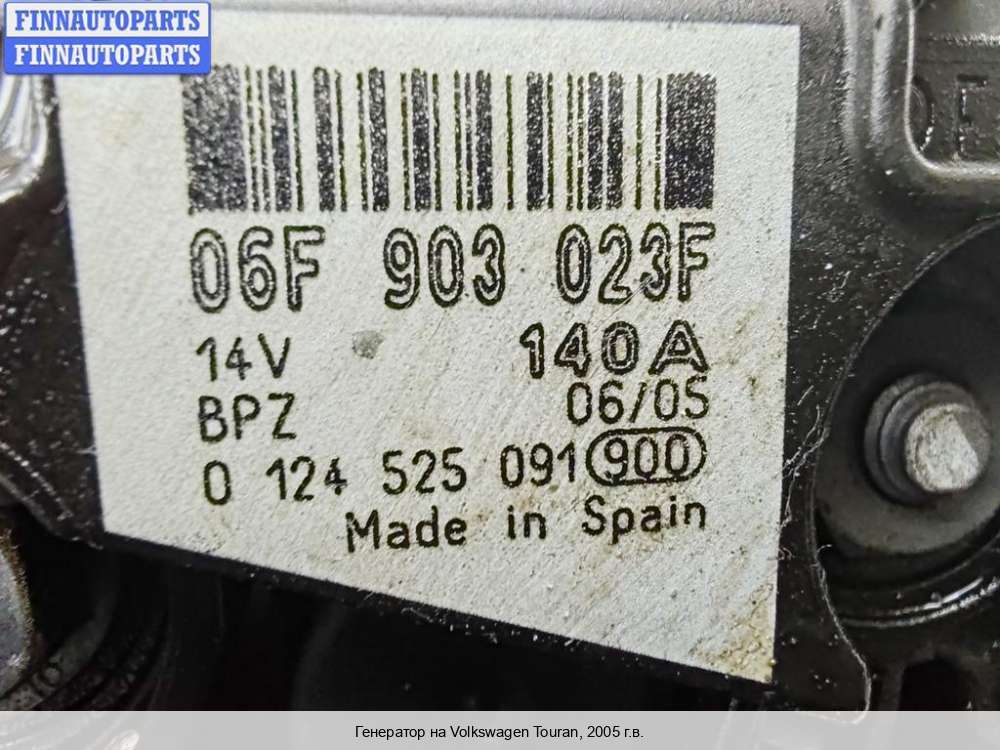 FINNAUTOPARTS
FINNAUTOPARTS
06F 903 023F
14V 140A
BPZ 06/05
0 124 525 091 900
Made in Spain
Генератор на Volkswagen Touran, 2005 г.в.